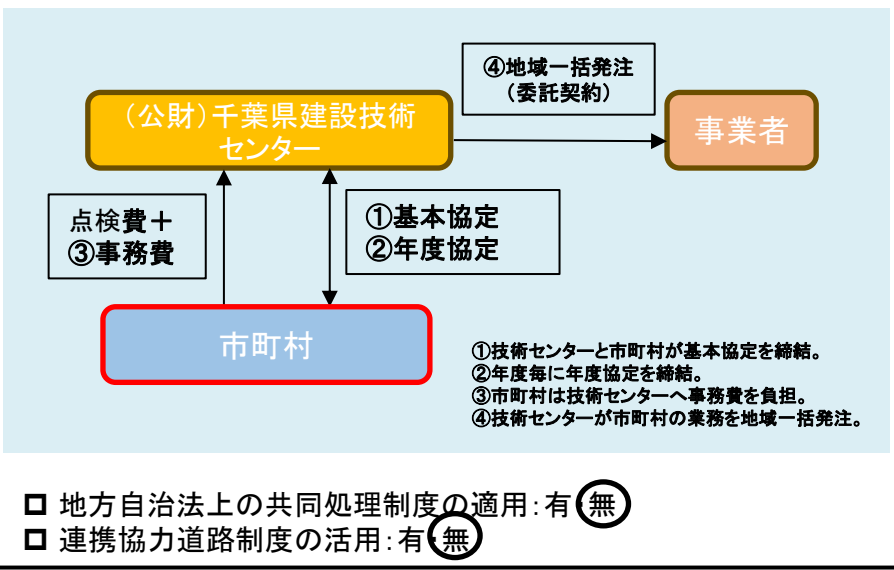 ④地域一括発注
（委託契約）
（公財）千葉県建設技術
センター
事業者
点検費＋
③事務費
①基本協定
②年度協定
市町村
①技術センターと市町村が基本協定を締結。
②年度毎に年度協定を締結。
③市町村は技術センターへ事務費を負担。
④技術センターが市町村の業務を地域一括発注。
地方自治法上の共同処理制度の適用：有・無
連携協力道路制度の活用：有・無